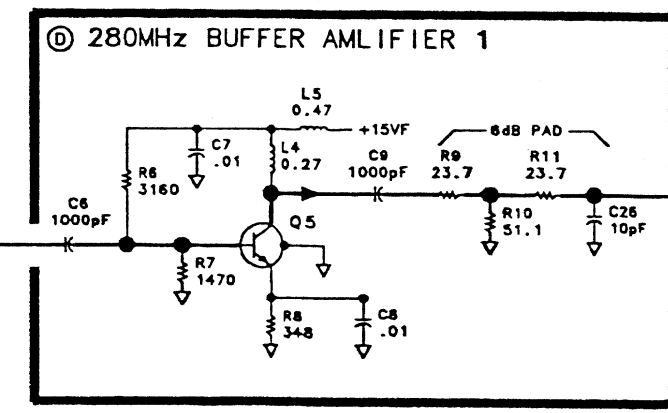 D 280MHz BUFFER AMLIFIER 1
L5
0.47
+15VF
6dB PAD
C7
.01
L4
0.27
C9
1000pF
R9
23.7
R11
23.7
R6
3160
C6
1000pF
Q5
R10
51.1
C26
10pF
R7
1470
R8
348
C8
.01